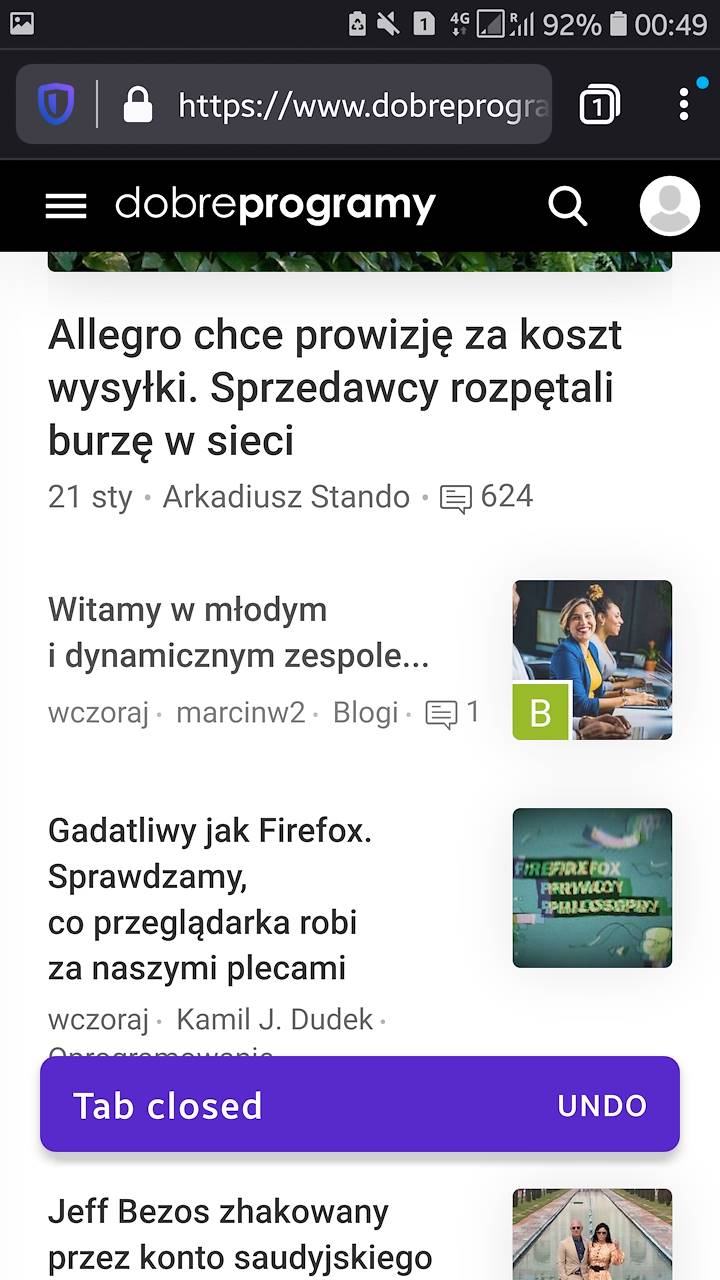 1 4G R 92% 00:49
https://www.dobreprogra
1
dobreprogramy
Allegro chce prowizję za koszt
wysyłki. Sprzedawcy rozpętali
burzę w sieci
21 sty • Arkadiusz Stando • 624
Witamy w młodym
i dynamicznym zespole...
wczoraj · marcinw2 · Blogi · 1
B
Gadatliwy jak Firefox.
Sprawdzamy,
co przeglądarka robi
za naszymi plecami
FIREFOX
PRIVACY
PHILOSOPHY
wczoraj · Kamil J. Dudek ·
Oprogramowanie
Tab closed UNDO
Jeff Bezos zhakowany
przez konto saudyjskiego